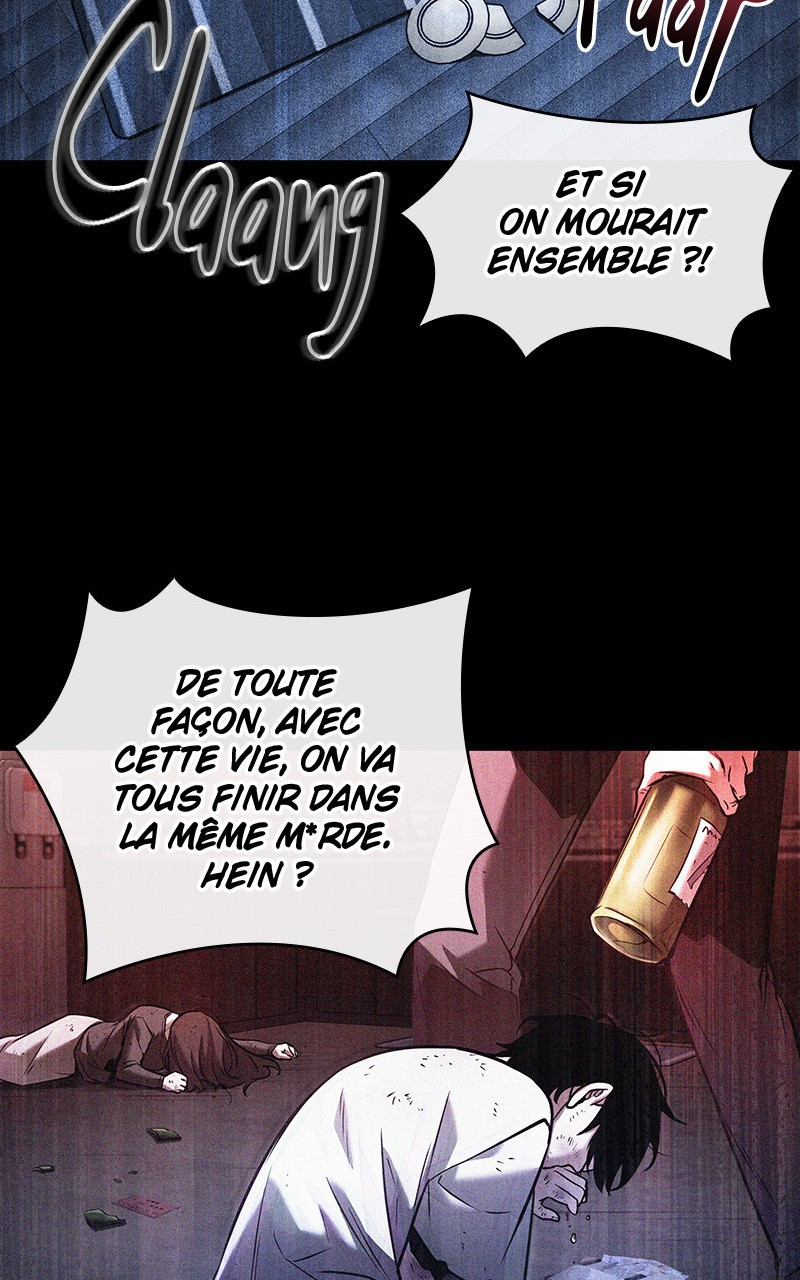 Paap
Claang
ET SI
ON MOURAIT
ENSEMBLE ?!
DE TOUTE
FAÇON, AVEC
CETTE VIE, ON VA
TOUS FINIR DANS
LA MÊME M*RDE.
HEIN ?